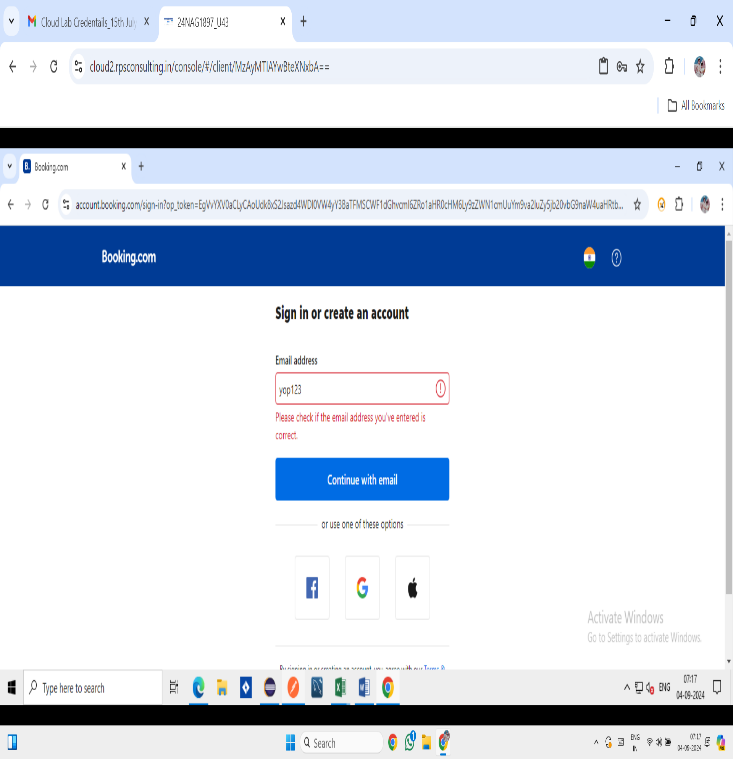 Cloud Lab Credentails_15th July
24NAG1897_U43
cloud2.rpsconsulting.in/console/#/client/MzAyMTIAYwBteXNxbA==
All Bookmarks
Booking.com
Booking.com
Sign in or create an account
Email address
yop123
Please check if the email address you've entered is
correct.
Continue with email
or use one of these options
Activate Windows
Go to Settings to activate Windows.
Type here to search
ENG
07:17
04-09-2024
Search
ENG
IN
07:17
04-09-2024